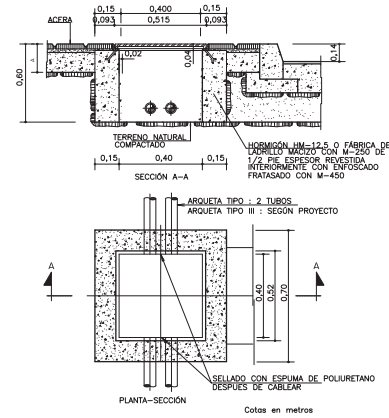 0,15 0,400 0,15
0,093 0,515 0,093
ACERA
0,60
A
0,02
0,04
0,14
TERRENO NATURAL
COMPACTADO
HORMIGÓN HM-12,5 O FÁBRICA DE
LADRILLO MACIZO CON M-250 DE
1/2 PIE ESPESOR REVESTIDA
INTERIORMENTE CON ENFOSCADO
FRATASADO CON M-450
0,15 0,40 0,15
SECCIÓN A-A
ARQUETA TIPO : 2 TUBOS
ARQUETA TIPO III : SEGÚN PROYECTO
A
A
0,40
0,52
0,70
SELLADO CON ESPUMA DE POLIURETANO
DESPUES DE CABLEAR
PLANTA-SECCIÓN
Cotas en metros